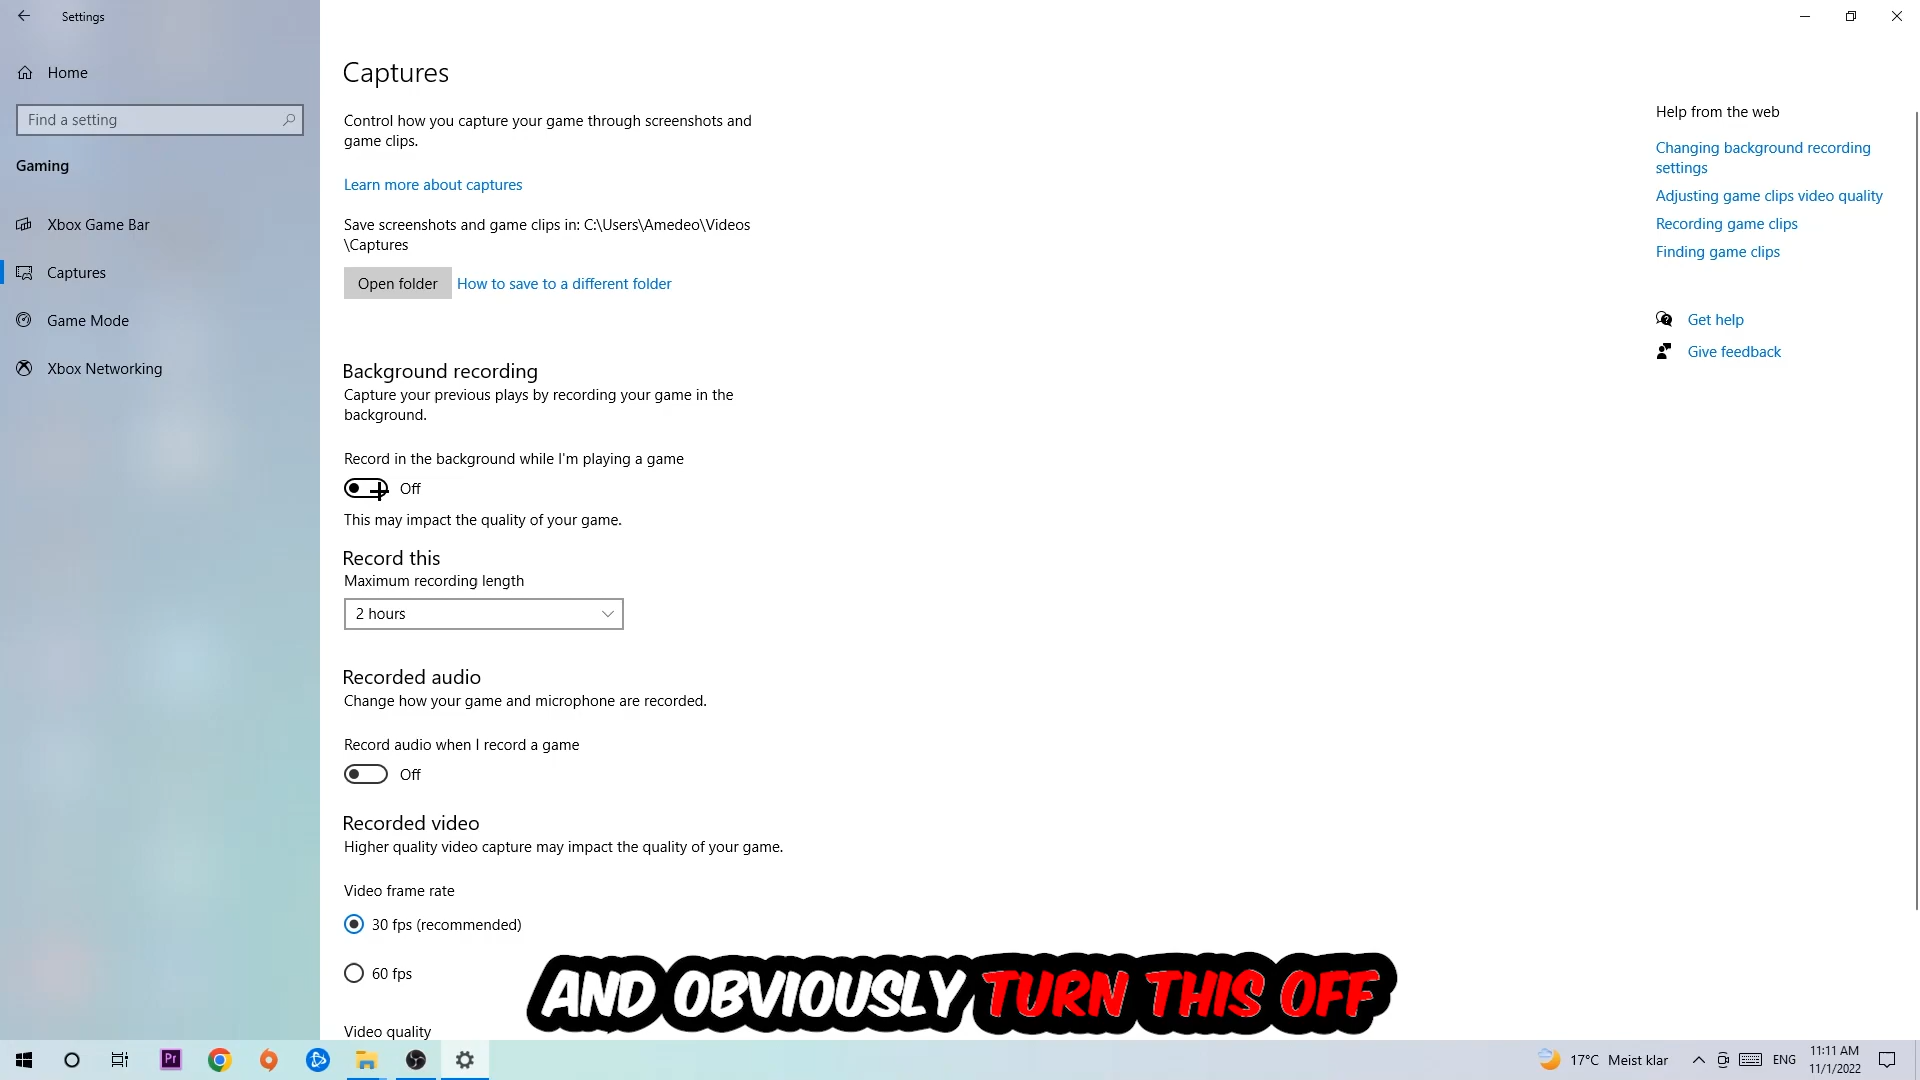 Settings
Home
Find a setting
Gaming
Xbox Game Bar
Captures
Game Mode
Xbox Networking
Captures
Control how you capture your game through screenshots and
game clips.
Learn more about captures
Save screenshots and game clips in: C:\Users\Amedeo\Videos
\Captures
Open folder
How to save to a different folder
Background recording
Capture your previous plays by recording your game in the
background.
Record in the background while I'm playing a game
Off
This may impact the quality of your game.
Record this
Maximum recording length
2 hours
Recorded audio
Change how your game and microphone are recorded.
Record audio when I record a game
Off
Recorded video
Higher quality video capture may impact the quality of your game.
Video frame rate
30 fps (recommended)
60 fps
Video quality
Help from the web
Changing background recording
settings
Adjusting game clips video quality
Recording game clips
Finding game clips
Get help
Give feedback
AND OBVIOUSLY TURN THIS OFF
Pr
17°C Meist klar
ENG
11:11 AM
11/1/2022